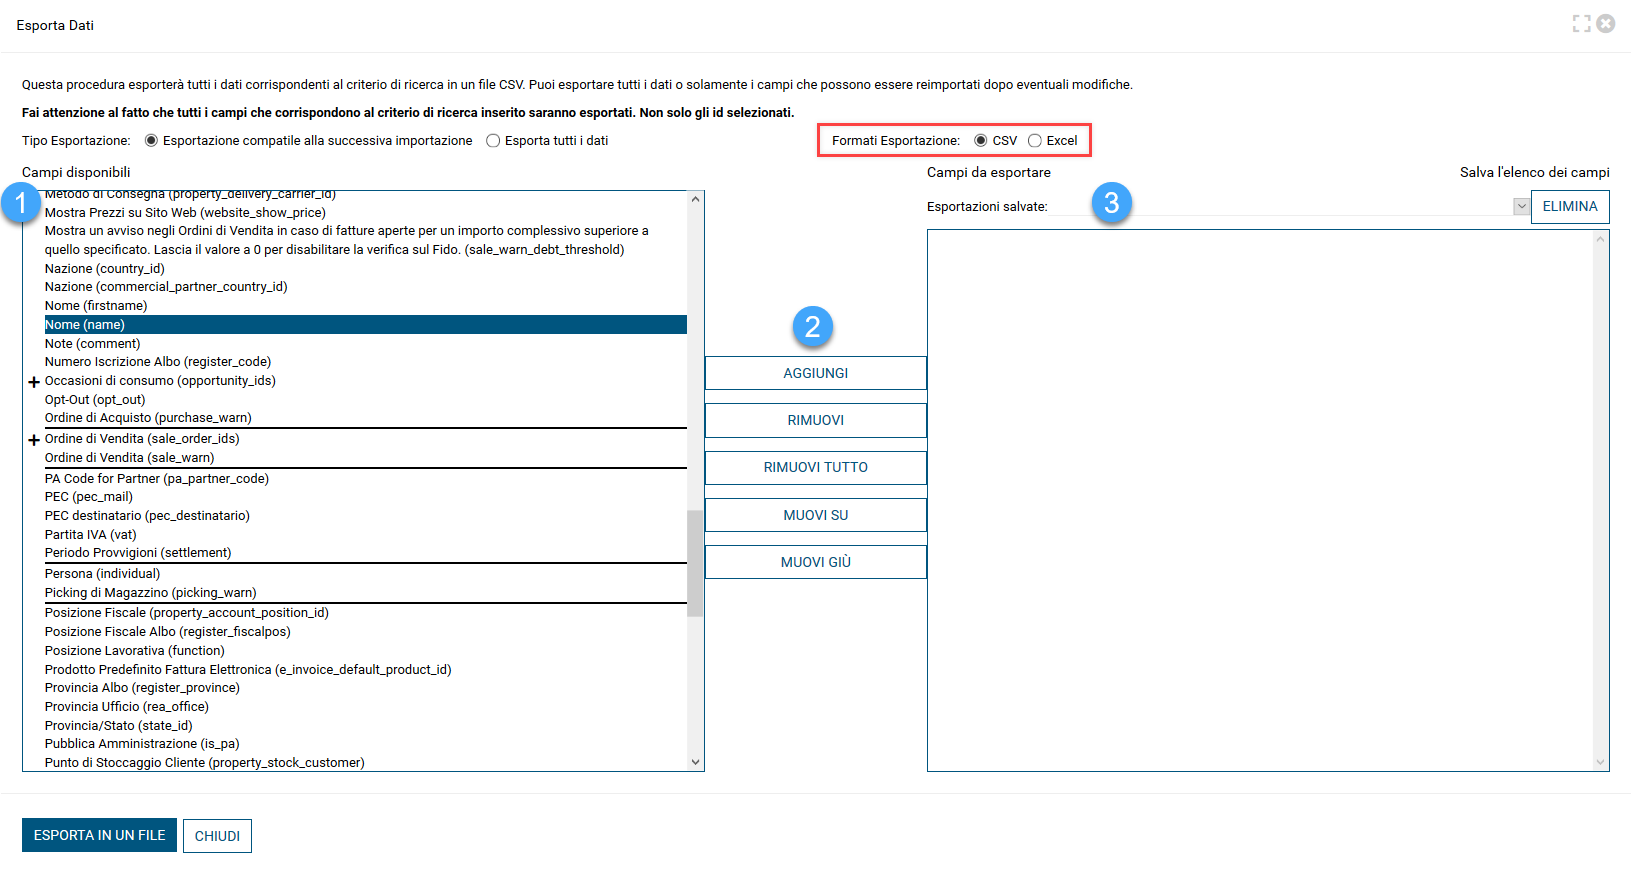 Esporta Dati
Questa procedura esporterà tutti i dati corrispondenti al criterio di ricerca in un file CSV. Puoi esportare tutti i dati o solamente i campi che possono essere reimportati dopo eventuali modifiche.
Fai attenzione al fatto che tutti i campi che corrispondono al criterio di ricerca inserito saranno esportati. Non solo gli id selezionati.
Tipo Esportazione: Esportazione compatile alla successiva importazione Esporta tutti i dati Formati Esportazione: CSV Excel
Campi disponibili
Campi da esportare
Salva l'elenco dei campi
1
Metodo di Consegna (property_delivery_carrier_id)
Mostra Prezzi su Sito Web (website_show_price)
Mostra un avviso negli Ordini di Vendita in caso di fatture aperte per un importo complessivo superiore a
quello specificato. Lascia il valore a 0 per disabilitare la verifica sul Fido. (sale_warn_debt_threshold)
Nazione (country_id)
Nazione (commercial_partner_country_id)
Nome (firstname)
Nome (name)
Note (comment)
Numero Iscrizione Albo (register_code)
+ Occasioni di consumo (opportunity_ids)
Opt-Out (opt_out)
Ordine di Acquisto (purchase_warn)
+ Ordine di Vendita (sale_order_ids)
Ordine di Vendita (sale_warn)
PA Code for Partner (pa_partner_code)
PEC (pec_mail)
PEC destinatario (pec_destinatario)
Partita IVA (vat)
Periodo Provvigioni (settlement)
Persona (individual)
Picking di Magazzino (picking_warn)
Posizione Fiscale (property_account_position_id)
Posizione Fiscale Albo (register_fiscalpos)
Posizione Lavorativa (function)
Prodotto Predefinito Fattura Elettronica (e_invoice_default_product_id)
Provincia Albo (register_province)
Provincia Ufficio (rea_office)
Provincia/Stato (state_id)
Pubblica Amministrazione (is_pa)
Punto di Stoccaggio Cliente (property_stock_customer)
2
AGGIUNGI
RIMUOVI
RIMUOVI TUTTO
MUOVI SU
MUOVI GIÙ
Esportazioni salvate:
3
ELIMINA
ESPORTA IN UN FILE
CHIUDI